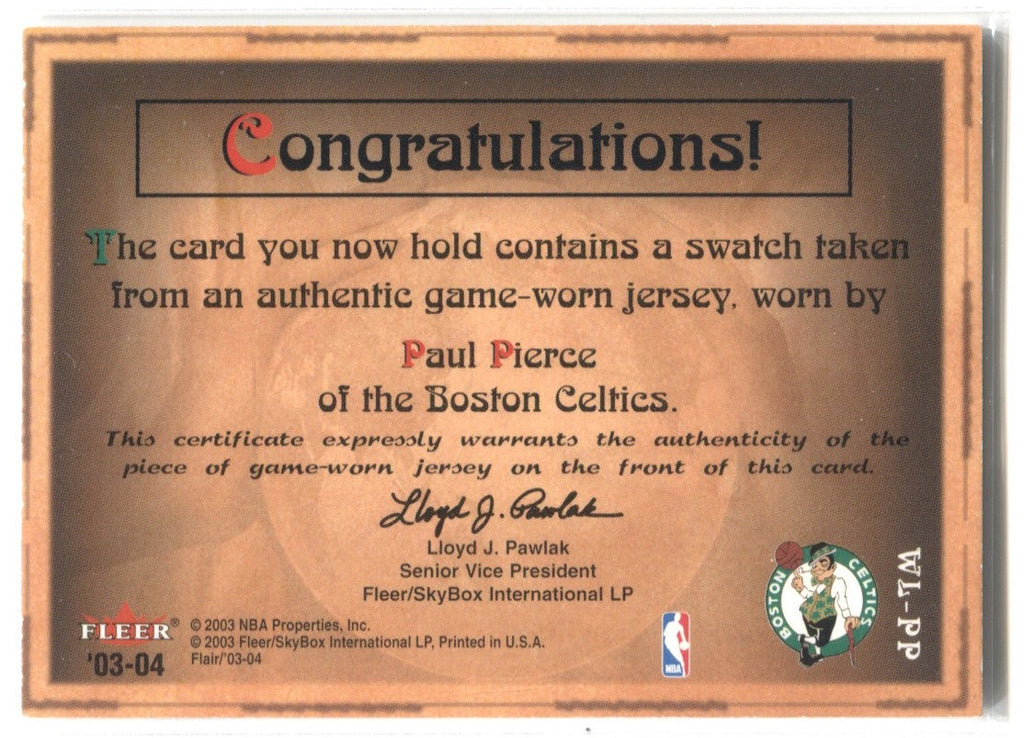 Congratulations!
The card you now hold contains a swatch taken
from an authentic game-worn jersey, worn by
Paul Pierce
of the Boston Celtics.
This certificate expressly warrants the authenticity of the
piece of game-worn jersey on the front of this card.
Lloyd J. Pawlak
Lloyd J. Pawlak
Senior Vice President
Fleer/SkyBox International LP
FLEER®
'03-04
© 2003 NBA Properties, Inc.
© 2003 Fleer/SkyBox International LP, Printed in U.S.A.
Flair/'03-04
NBA
BOSTON CELTICS
WL-PP